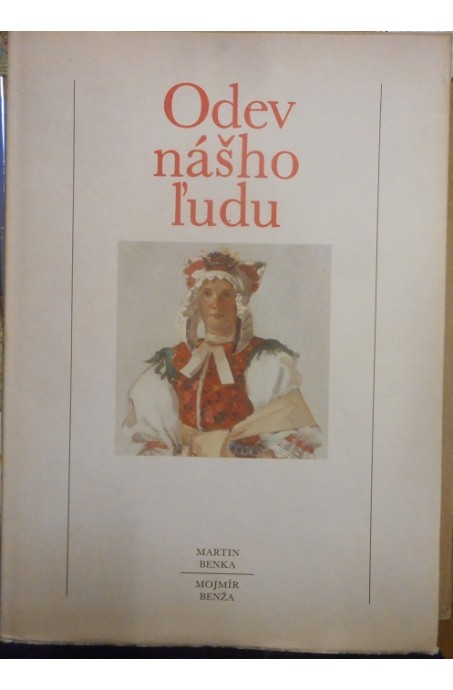 Odev
nášho
ľudu
MARTIN
BENKA
MOJMÍR
BENŽA